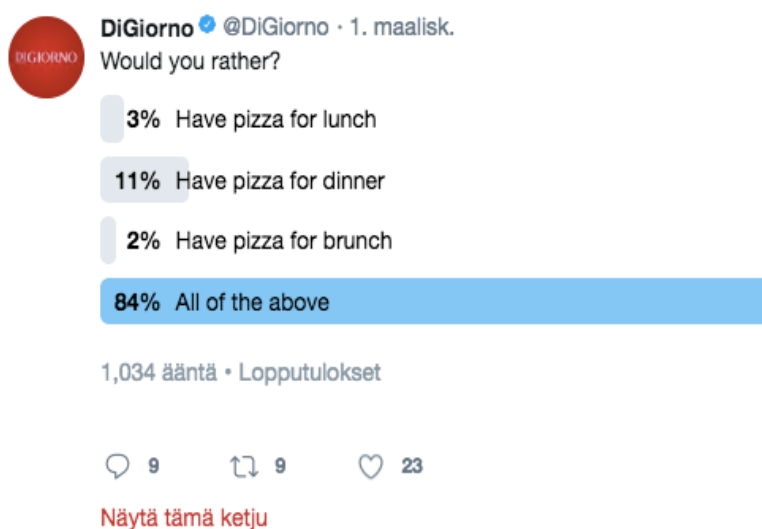 DiGiorno @DiGiorno · 1. maalisk.
DIGIORNO
Would you rather?
3% Have pizza for lunch
11% Have pizza for dinner
2% Have pizza for brunch
84% All of the above
1,034 ääntä • Lopputulokset
9 9 23
Näytä tämä ketju